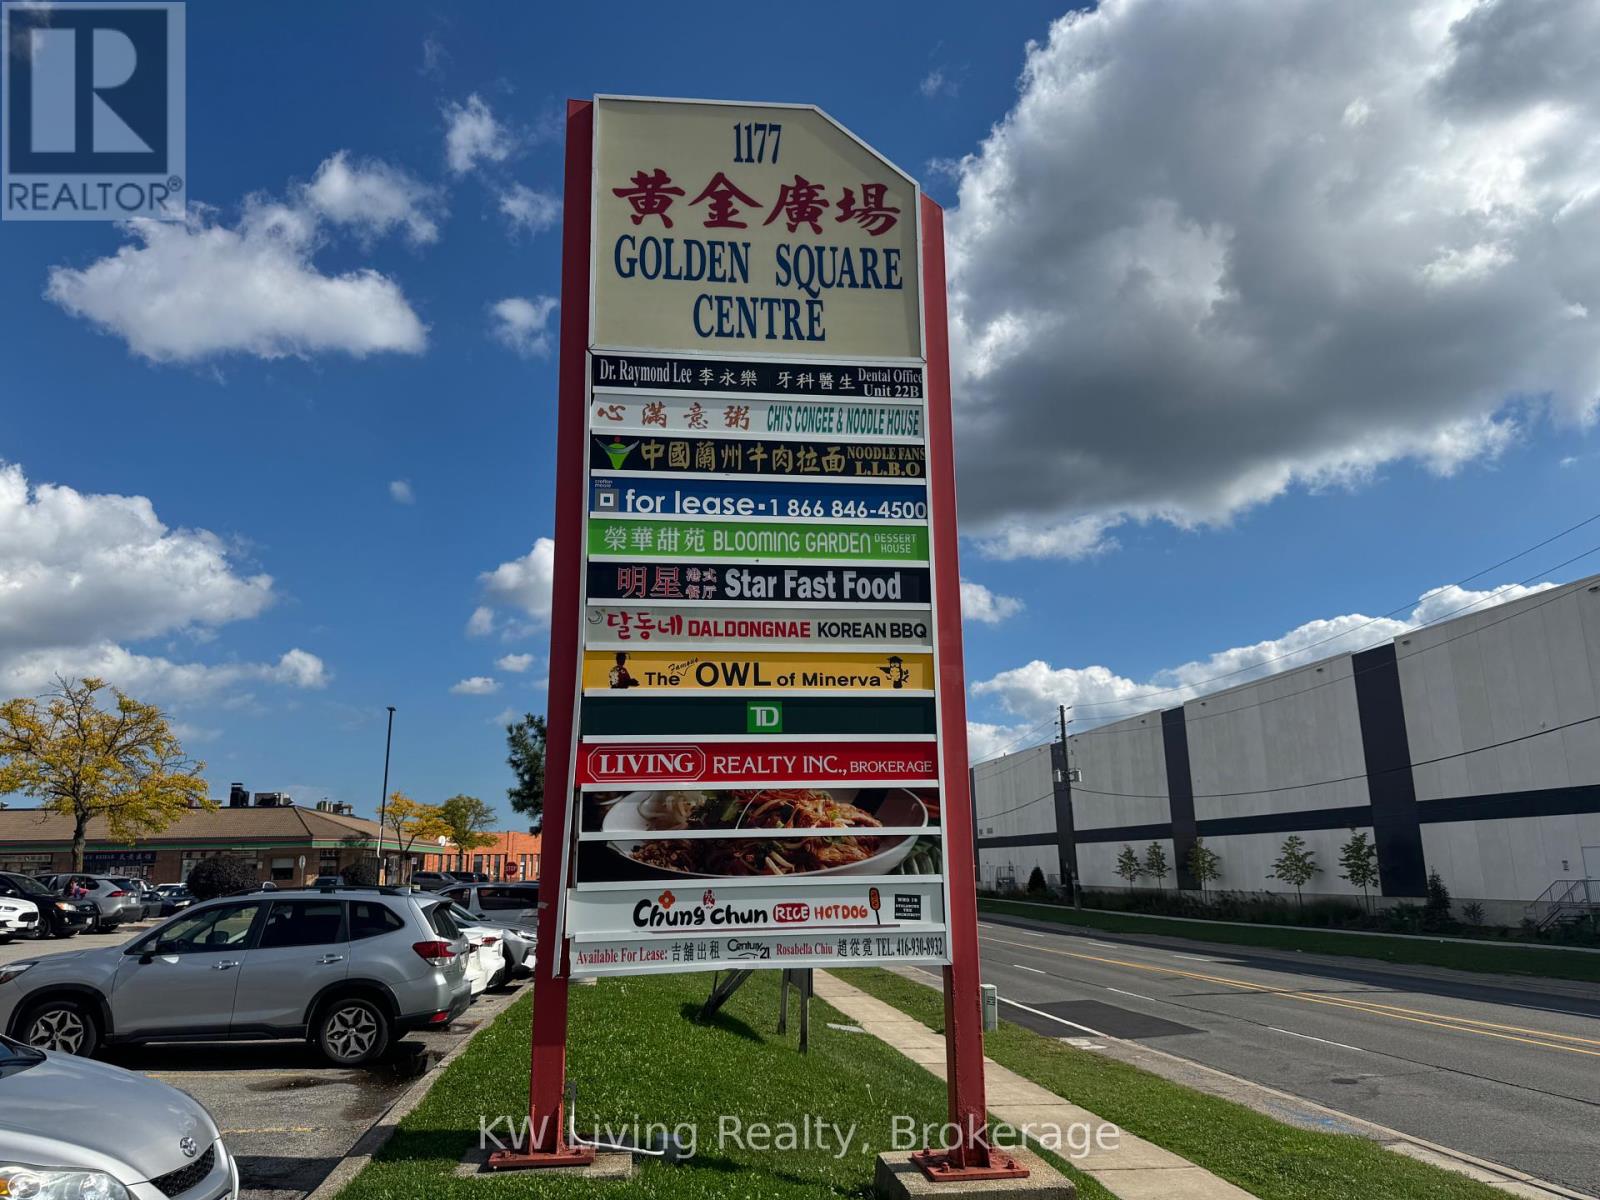 REALTOR®
1177
黃金廣場
GOLDEN SQUARE
CENTRE
Dr. Raymond Lee 李永樂 牙科醫生 Dental Office
Unit 22B
心滿意粥 CHI'S CONGEE & NOODLE HOUSE
中國蘭州牛肉拉面 NOODLE FANS
L.L.B.O
for lease · 1 866 846-4500
榮華甜苑 BLOOMING GARDEN DESSERT
HOUSE
明星 港式
餐厅 Star Fast Food
달동네 DALDONGNAE KOREAN BBQ
The Famous OWL of Minerva
TD
LIVING REALTY INC., BROKERAGE
Chung Chun RICE HOTDOG
Available For Lease: 吉舖出租 Century 21 Rosabella Chiu 趙從霓 TEL. 416-930-8932
KW Living Realty, Brokerage